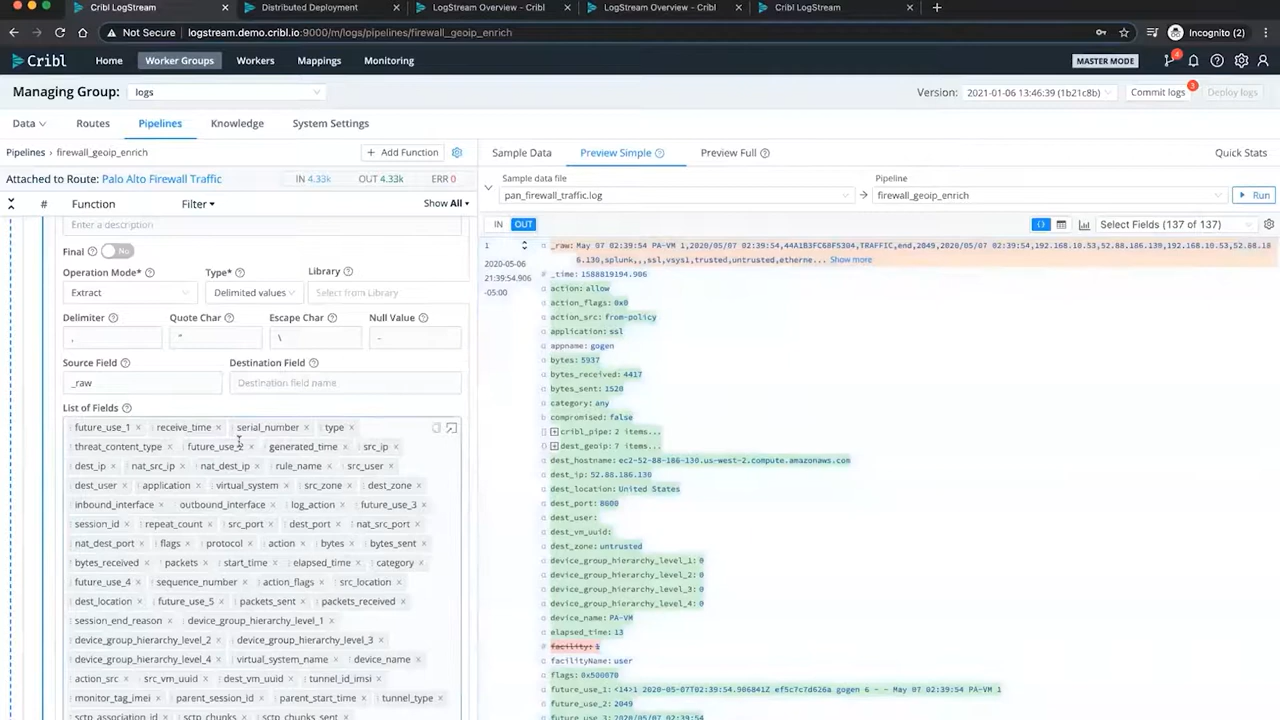 Cribl LogStream
Distributed Deployment
LogStream Overview - Cribl
LogStream Overview - Cribl
Cribl LogStream
Not Secure
logstream.demo.cribl.io:9000/m/logs/pipelines/firewall_geoip_enrich
Incognito (2)
Cribl
Home
Worker Groups
Workers
Mappings
Monitoring
MASTER MODE
4
Managing Group:
logs
Version:
2021-01-06 13:46:39 (1b21c8b)
Commit logs
3
Deploy logs
Data
Routes
Pipelines
Knowledge
System Settings
Pipelines > firewall_geoip_enrich
+ Add Function
Attached to Route: Palo Alto Firewall Traffic
IN 4.33k
OUT 4.33k
ERR 0
# Function
Filter
Show All
Enter a description
Final
No
Operation Mode*
Type*
Library
Extract
Delimited values
Select from Library
Delimiter
Quote Char
Escape Char
Null Value
,
"
\
-
Source Field
Destination Field
_raw
Destination field name
List of Fields
future_use_1 × receive_time × serial_number × type ×
threat_content_type × future_use_2 × generated_time × src_ip ×
dest_ip × nat_src_ip × nat_dest_ip × rule_name × src_user ×
dest_user × application × virtual_system × src_zone × dest_zone ×
inbound_interface × outbound_interface × log_action × future_use_3 ×
session_id × repeat_count × src_port × dest_port × nat_src_port ×
nat_dest_port × flags × protocol × action × bytes × bytes_sent ×
bytes_received × packets × start_time × elapsed_time × category ×
future_use_4 × sequence_number × action_flags × src_location ×
dest_location × future_use_5 × packets_sent × packets_received ×
session_end_reason × device_group_hierarchy_level_1 ×
device_group_hierarchy_level_2 × device_group_hierarchy_level_3 ×
device_group_hierarchy_level_4 × virtual_system_name × device_name ×
action_src × src_vm_uuid × dest_vm_uuid × tunnel_id_imsi ×
monitor_tag_imei × parent_session_id × parent_start_time × tunnel_type ×
sctp_association_id × sctp_chunks × sctp_chunks_sent ×
Sample Data
Preview Simple
Preview Full
Quick Stats
Sample data file
Pipeline
pan_firewall_traffic.log
firewall_geoip_enrich
Run
IN
OUT
Select Fields (137 of 137)
1
2020-05-06
21:39:54.906
-05:00
α _raw: May 07 02:39:54 PA-VM 1,2020/05/07 02:39:54,44A1B3FC68F5304,TRAFFIC,end,2049,2020/05/07 02:39:54,192.168.10.53,52.88.186.130,192.168.10.53,52.88.18
6.130,splunk,,,ssl,vsys1,trusted,untrusted,etherne... Show more
# _time: 1588819194.906
α action: allow
α action_flags: 0x0
α action_src: from-policy
α application: ssl
α appname: gogen
α bytes: 5937
α bytes_received: 4417
α bytes_sent: 1520
α category: any
b compromised: false
[] cribl_pipe: 2 items...
{} dest_geoip: 7 items...
α dest_hostname: ec2-52-88-186-130.us-west-2.compute.amazonaws.com
α dest_ip: 52.88.186.130
α dest_location: United States
α dest_port: 8600
α dest_user:
α dest_vm_uuid:
α dest_zone: untrusted
α device_group_hierarchy_level_1: 0
α device_group_hierarchy_level_2: 0
α device_group_hierarchy_level_3: 0
α device_group_hierarchy_level_4: 0
α device_name: PA-VM
α elapsed_time: 13
# facility: 1
α facilityName: user
α flags: 0x500070
α future_use_1: <14>1 2020-05-07T02:39:54.906841Z ef5c7c7d626a gogen 6 - - May 07 02:39:54 PA-VM 1
α future_use_2: 2049
α future_use_3: 2020/05/07 02:39:54